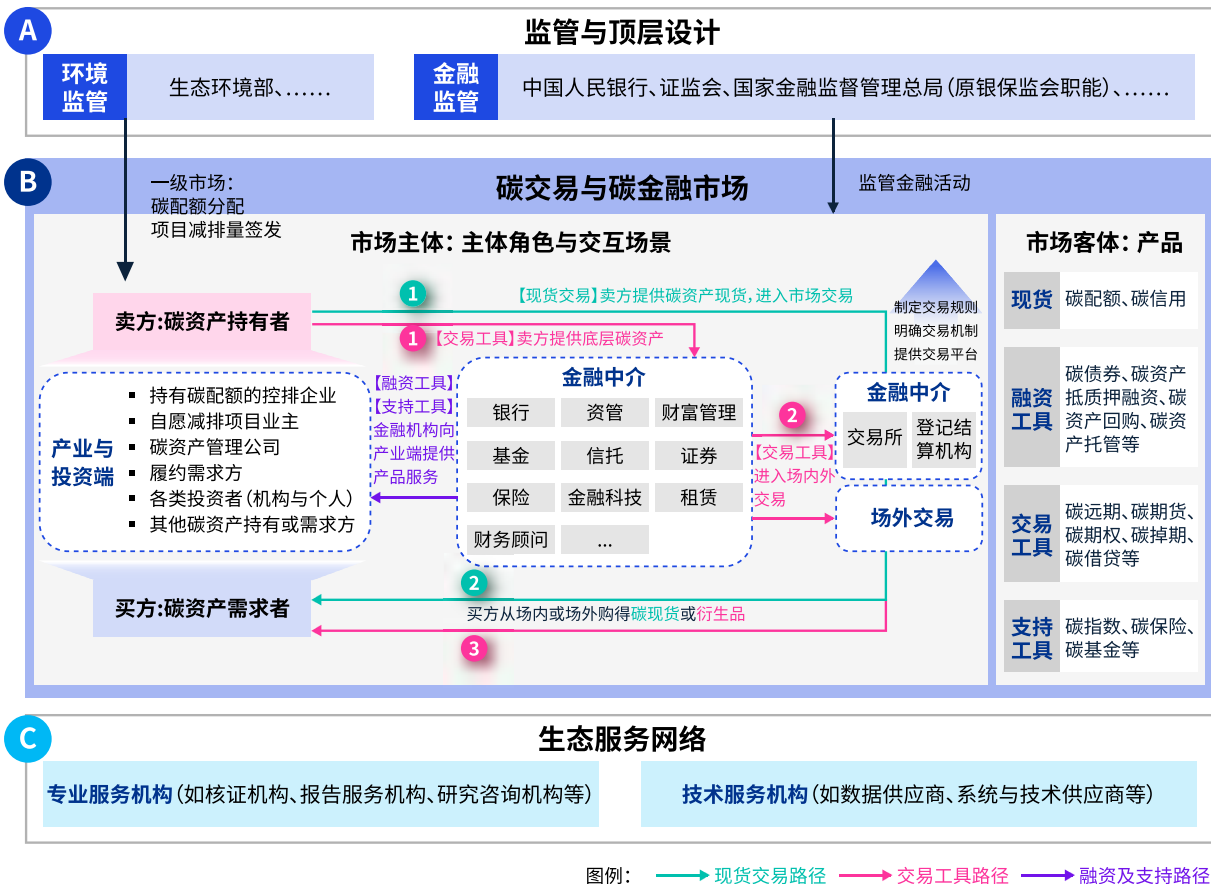 A
监管与顶层设计
环境
监管
生态环境部、……
金融
监管
中国人民银行、证监会、国家金融监督管理总局（原银保监会职能）、……
B
碳交易与碳金融市场
一级市场：
碳配额分配
项目减排量签发
监管金融活动
市场主体：主体角色与交互场景
卖方:碳资产持有者
1
【现货交易】卖方提供碳资产现货，进入市场交易
1
【交易工具】卖方提供底层碳资产
制定交易规则
明确交易机制
提供交易平台
产业与
投资端
▪ 持有碳配额的控排企业
▪ 自愿减排项目业主
▪ 碳资产管理公司
▪ 履约需求方
▪ 各类投资者（机构与个人）
▪ 其他碳资产持有或需求方
【融资工具】
【支持工具】
金融机构向
产业端提供
产品服务
金融中介
银行 资管 财富管理
基金 信托 证券
保险 金融科技 租赁
财务顾问 ...
2
【交易工具】
进入场内外
交易
金融中介
交易所
登记结
算机构
场外交易
买方:碳资产需求者
2
买方从场内或场外购得碳现货或衍生品
3
市场客体：产品
现货
碳配额、碳信用
融资
工具
碳债券、碳资产
抵质押融资、碳
资产回购、碳资
产托管等
交易
工具
碳远期、碳期货、
碳期权、碳掉期、
碳借贷等
支持
工具
碳指数、碳保险、
碳基金等
C
生态服务网络
专业服务机构（如核证机构、报告服务机构、研究咨询机构等）
技术服务机构（如数据供应商、系统与技术供应商等）
图例： 现货交易路径 交易工具路径 融资及支持路径